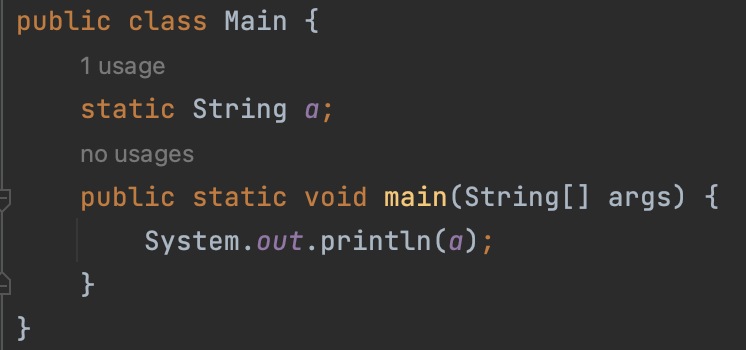 public class Main {
1 usage
static String a;
no usages
public static void main(String[] args) {
System.out.println(a);
}
}